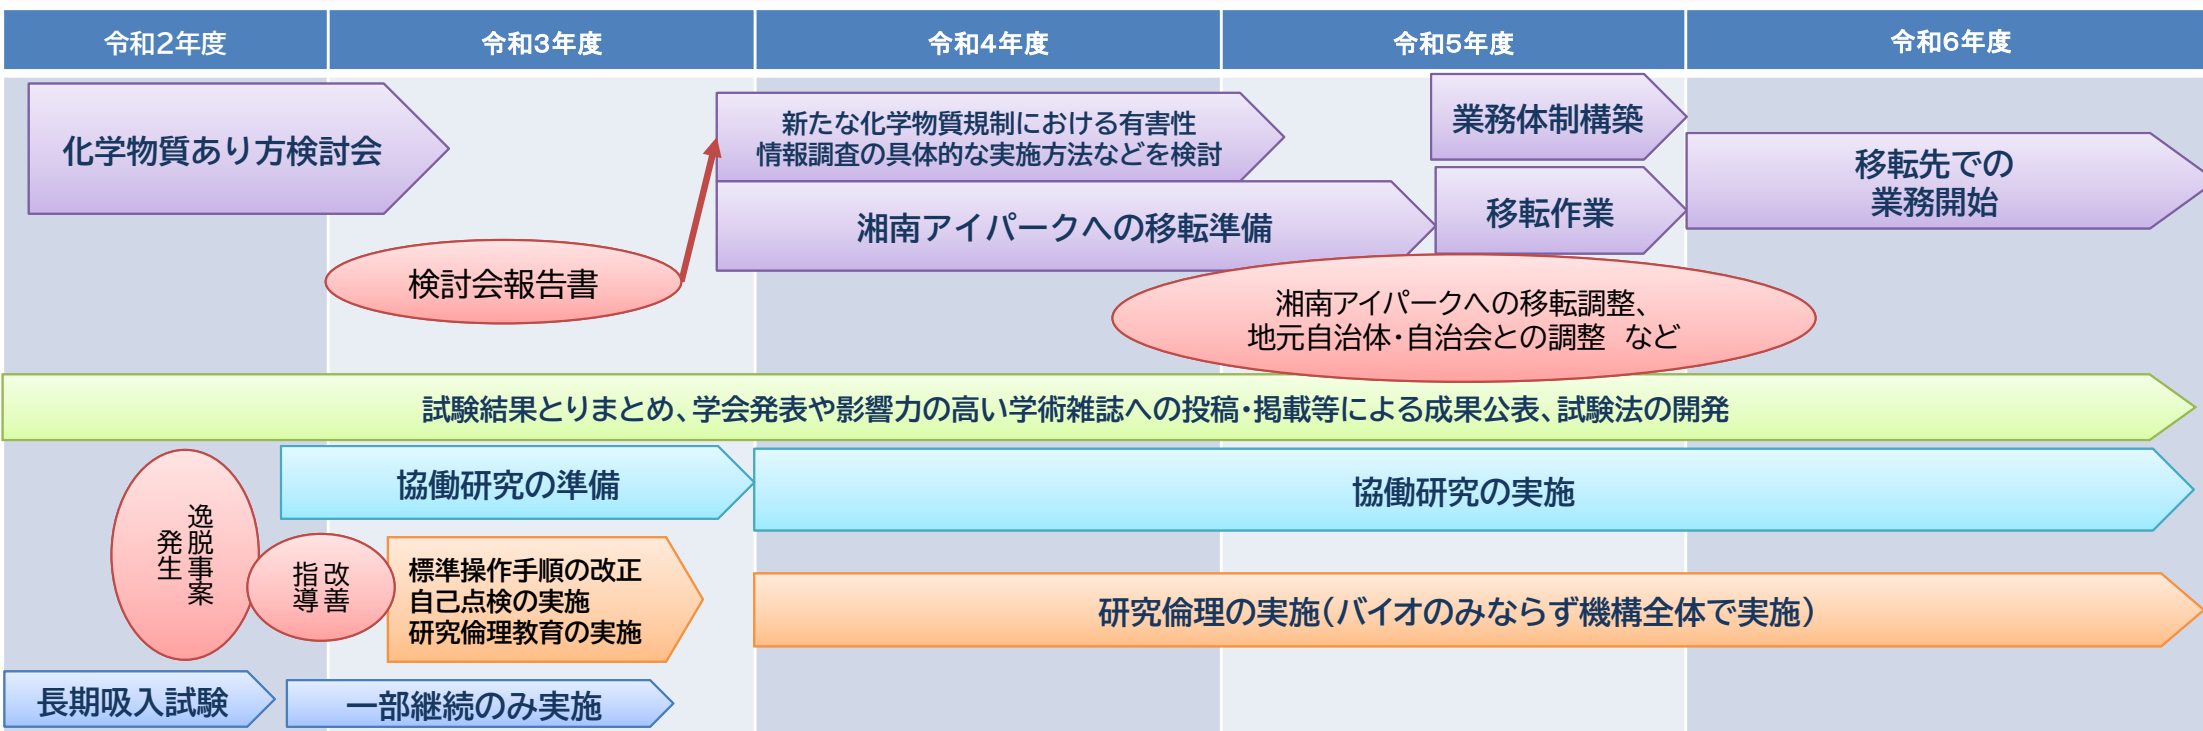 令和2年度
令和3年度
令和4年度
令和5年度
令和6年度
化学物質あり方検討会
新たな化学物質規制における有害性
情報調査の具体的な実施方法などを検討
業務体制構築
移転先での
業務開始
湘南アイパークへの移転準備
移転作業
検討会報告書
湘南アイパークへの移転調整、
地元自治体・自治会との調整　など
試験結果とりまとめ、学会発表や影響力の高い学術雑誌への投稿・掲載等による成果公表、試験法の開発
協働研究の準備
協働研究の実施
逸脱事案
発生
改善
指導
標準操作手順の改正
自己点検の実施
研究倫理教育の実施
研究倫理の実施（バイオのみならず機構全体で実施）
長期吸入試験
一部継続のみ実施